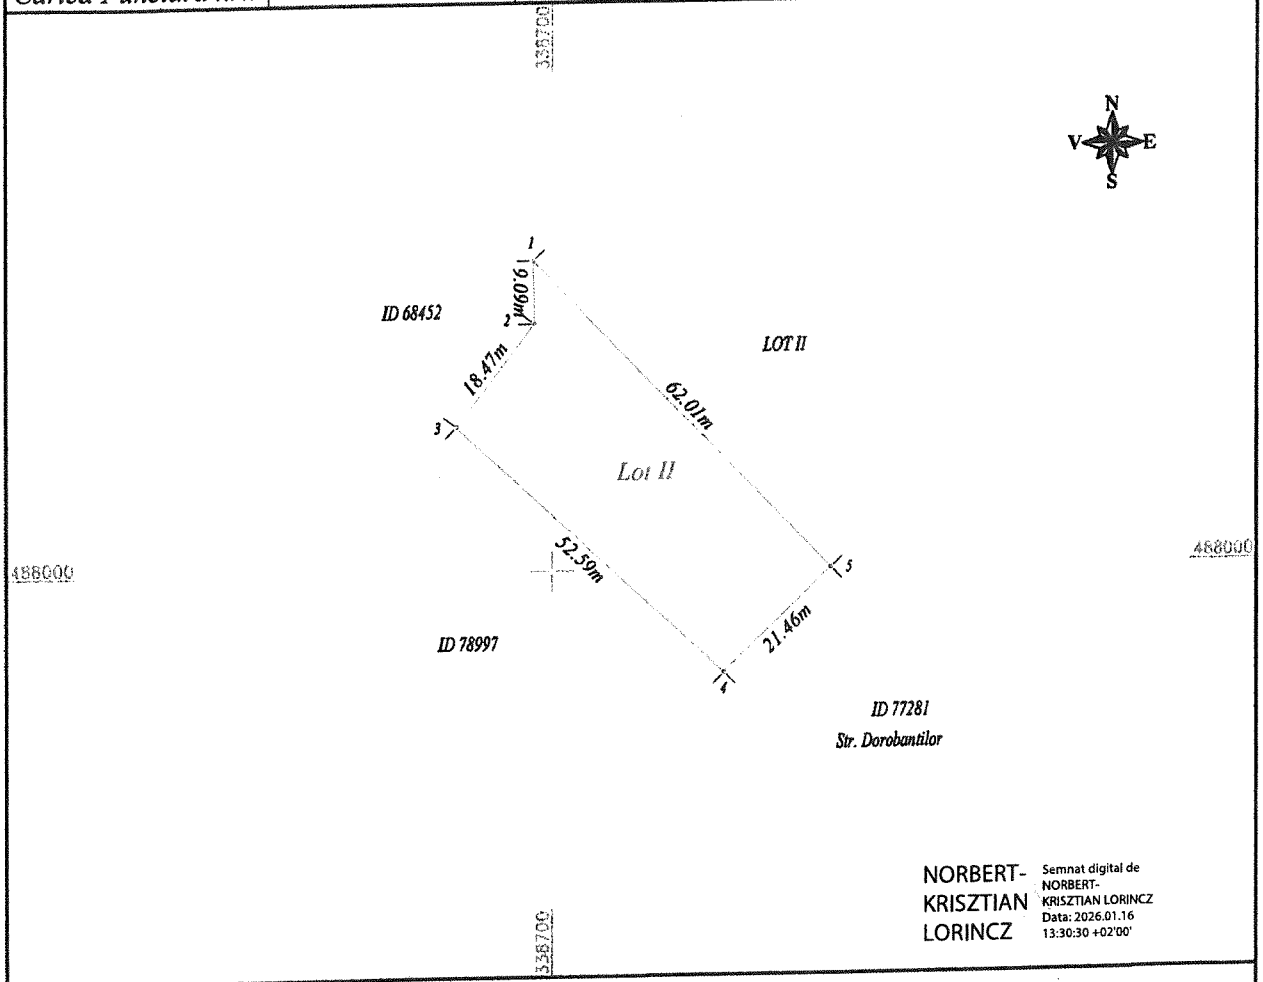 338700
N
V E
S
1
9.09m
ID 68452
2
LOT II
18.47m
62.01m
3
Lot II
488000
488000
52.59m
5
21.46m
ID 78997
4
ID 77281
Str. Dorobantilor
NORBERT-
KRISZTIAN
LORINCZ
Semnat digital de
NORBERT-
KRISZTIAN LORINCZ
Data: 2026.01.16
13:30:30 +02'00'
338700